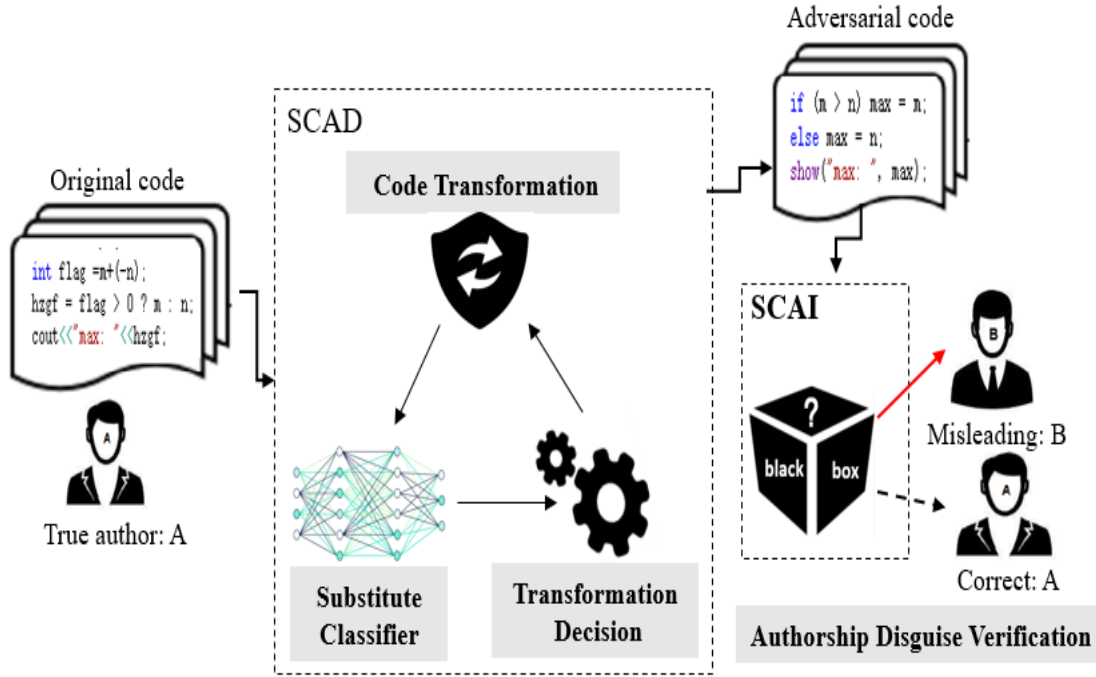 Original code
int flag =m+(-n);
hzgf = flag > 0 ? m : n;
cout<<"max: "<<hzgf;
A
True author: A
SCAD
Code Transformation
Substitute
Classifier
Transformation
Decision
Adversarial code
if (m > n) max = m;
else max = n;
show("max: ", max);
SCAI
?
black
box
B
Misleading: B
A
Correct: A
Authorship Disguise Verification